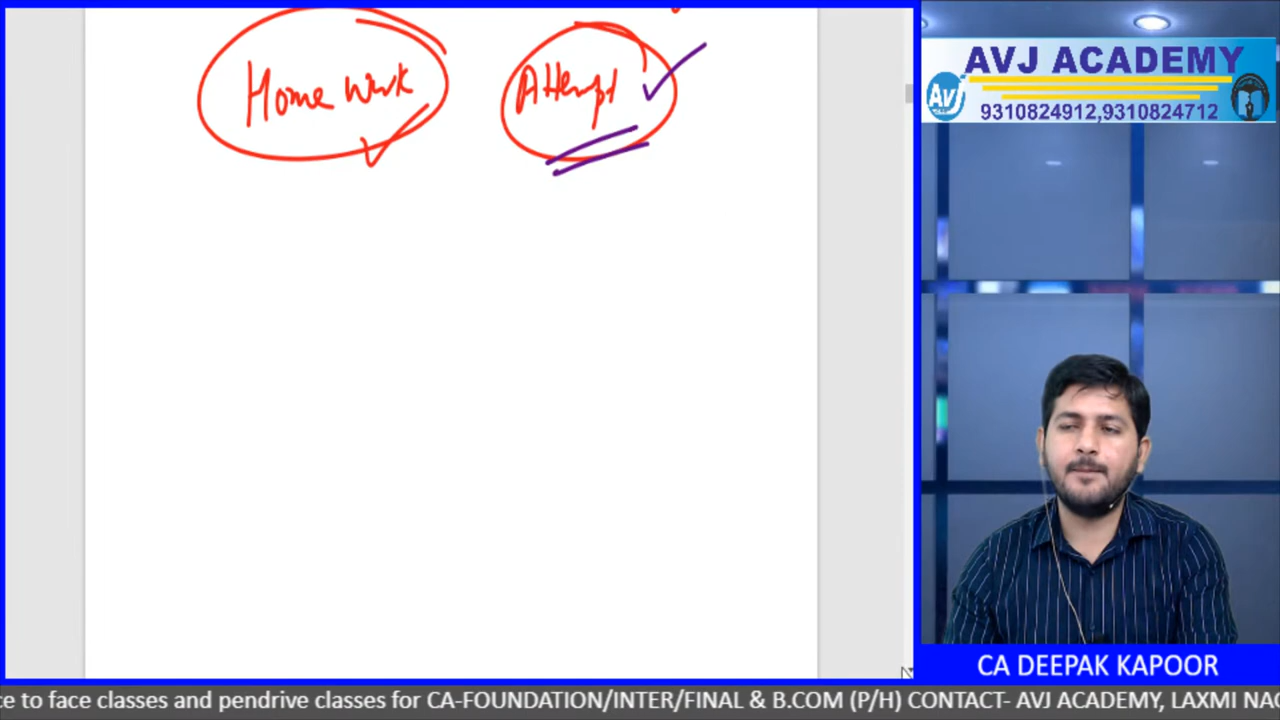 Home Work Attempt
AVJ ACADEMY
AVJ
9310824912,9310824712
CA DEEPAK KAPOOR
ce to face classes and pendrive classes for CA-FOUNDATION/INTER/FINAL & B.COM (P/H) CONTACT- AVJ ACADEMY, LAXMI NAG